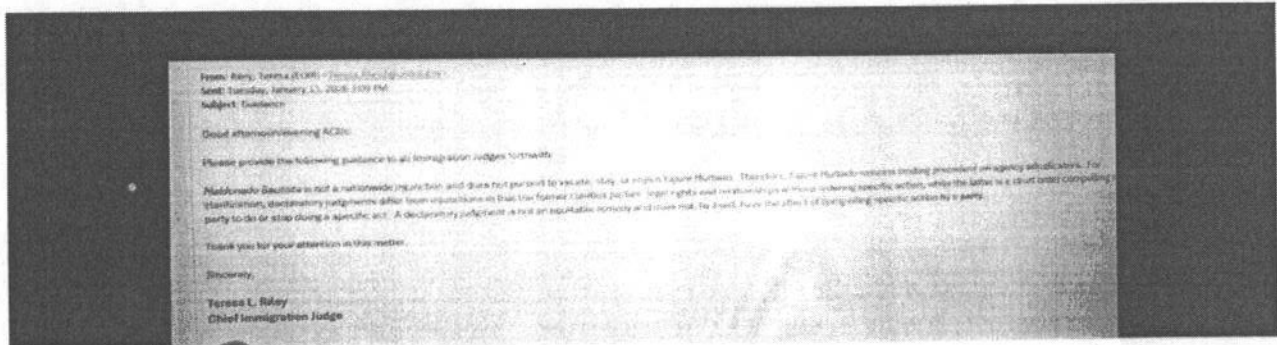 From: Riley, Teresa (EOIR)
Sent: Tuesday, January 13, 2026 3:09 PM
Subject: Guidance
Good afternoon/evening ACIJs:
Please provide the following guidance to all Immigration Judges forthwith:
Maldonado Bautista is not a nationwide injunction and does not purport to vacate, stay, or enjoin Yajure Hurtado. Therefore, Yajure Hurtado remains binding precedent on agency adjudicators. For
clarification, declaratory judgments differ from injunctions in that the former clarifies parties' legal rights and relationships without ordering specific action, while the latter is a court order compelling a
party to do or stop doing a specific act. A declaratory judgment is not an equitable remedy and does not, by itself, have the effect of compelling specific action by a party.
Thank you for your attention in this matter.
Sincerely,
Teresa L. Riley
Chief Immigration Judge